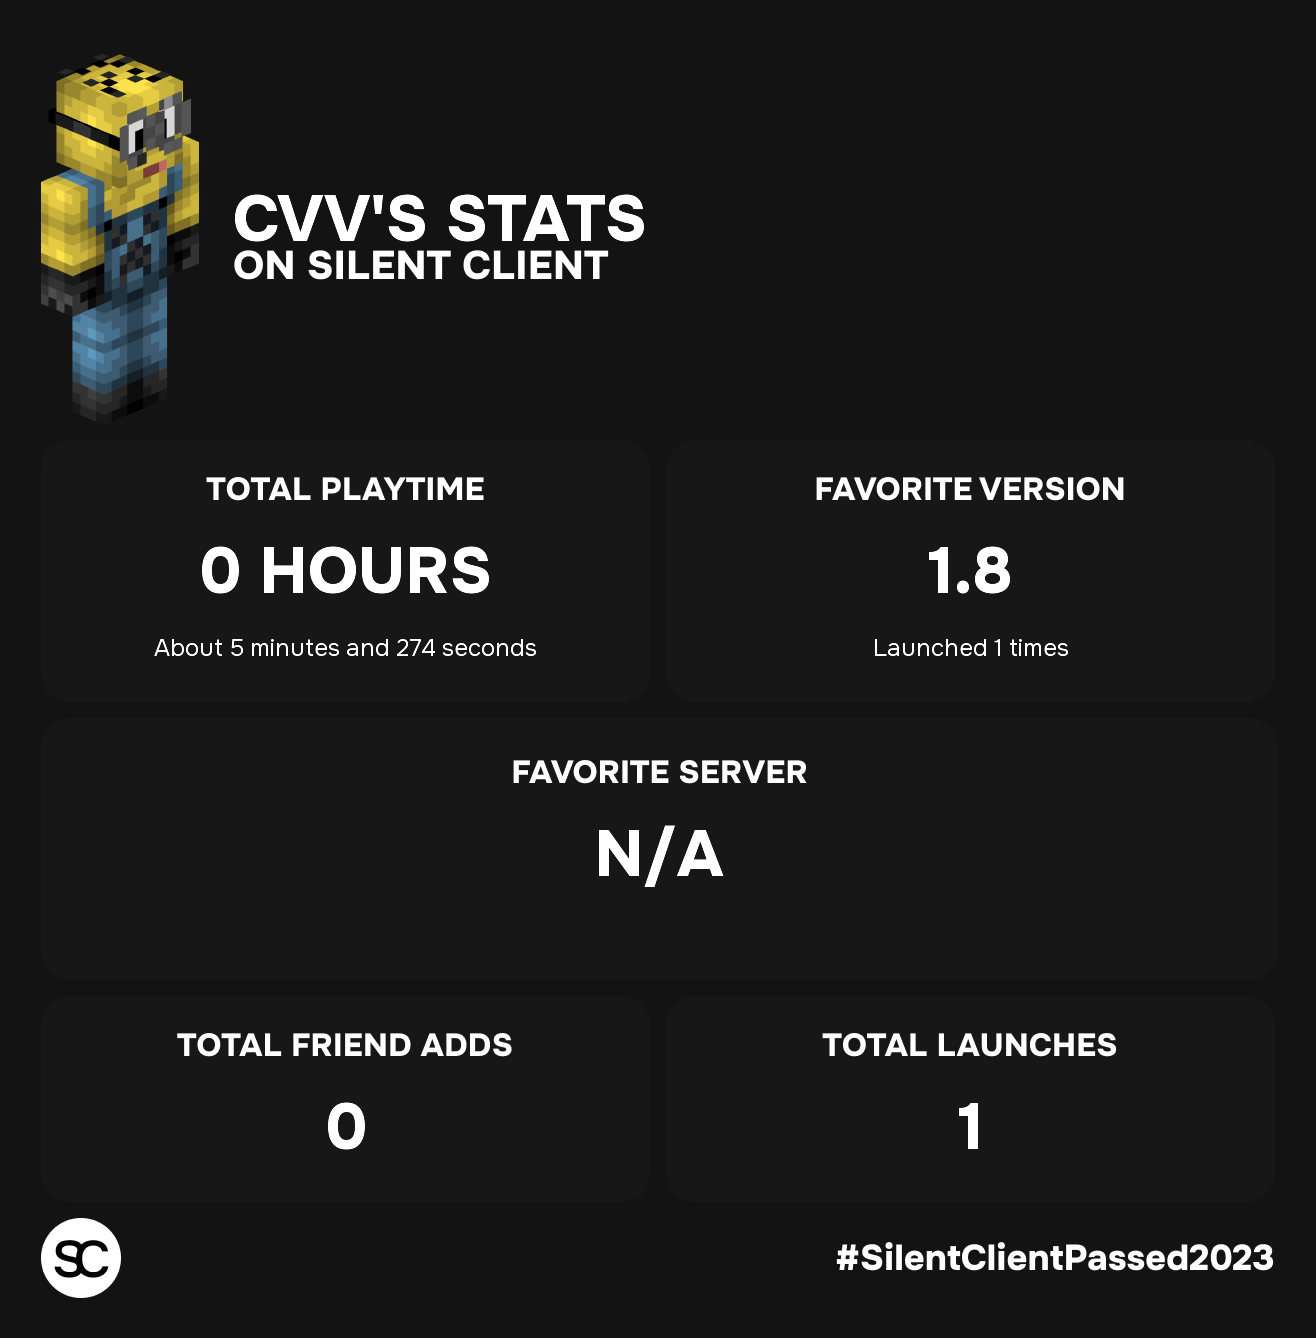 CVV'S STATS
ON SILENT CLIENT
TOTAL PLAYTIME
0 HOURS
About 5 minutes and 274 seconds
FAVORITE VERSION
1.8
Launched 1 times
FAVORITE SERVER
N/A
TOTAL FRIEND ADDS
0
TOTAL LAUNCHES
1
SC
#SilentClientPassed2023